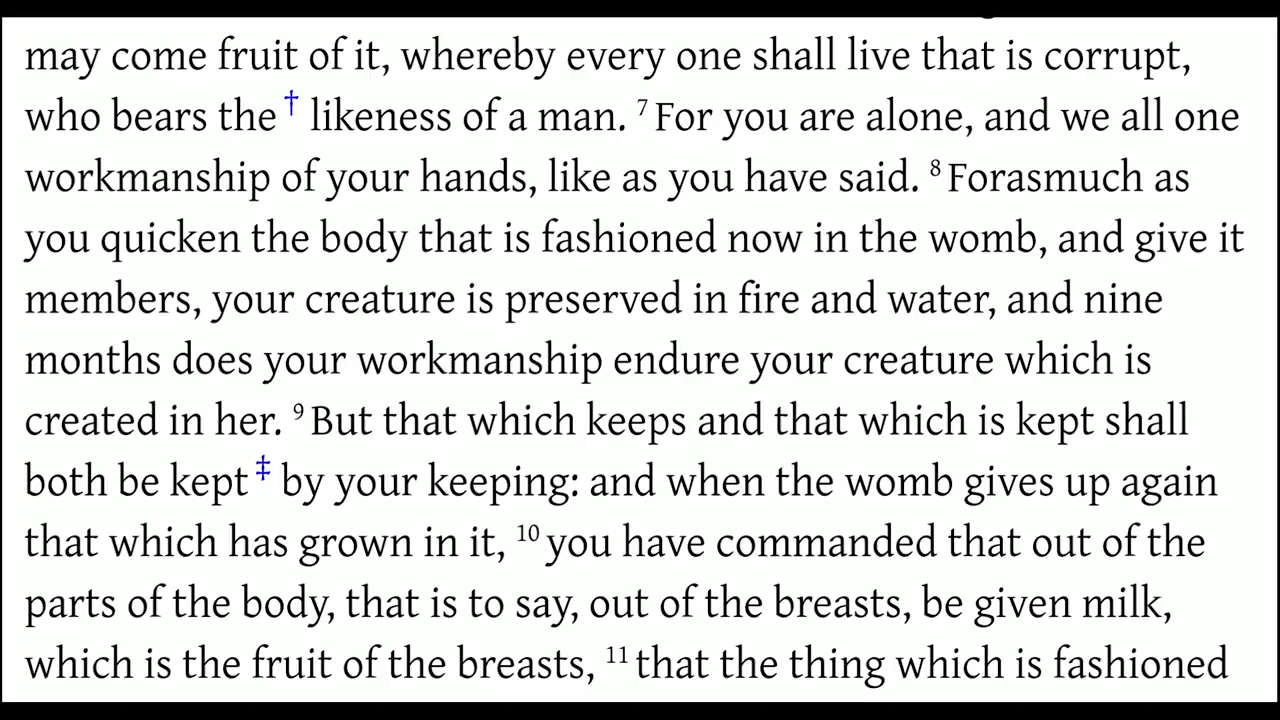 may come fruit of it, whereby every one shall live that is corrupt,
who bears the † likeness of a man. 7 For you are alone, and we all one
workmanship of your hands, like as you have said. 8 Forasmuch as
you quicken the body that is fashioned now in the womb, and give it
members, your creature is preserved in fire and water, and nine
months does your workmanship endure your creature which is
created in her. 9 But that which keeps and that which is kept shall
both be kept ‡ by your keeping: and when the womb gives up again
that which has grown in it, 10 you have commanded that out of the
parts of the body, that is to say, out of the breasts, be given milk,
which is the fruit of the breasts, 11 that the thing which is fashioned